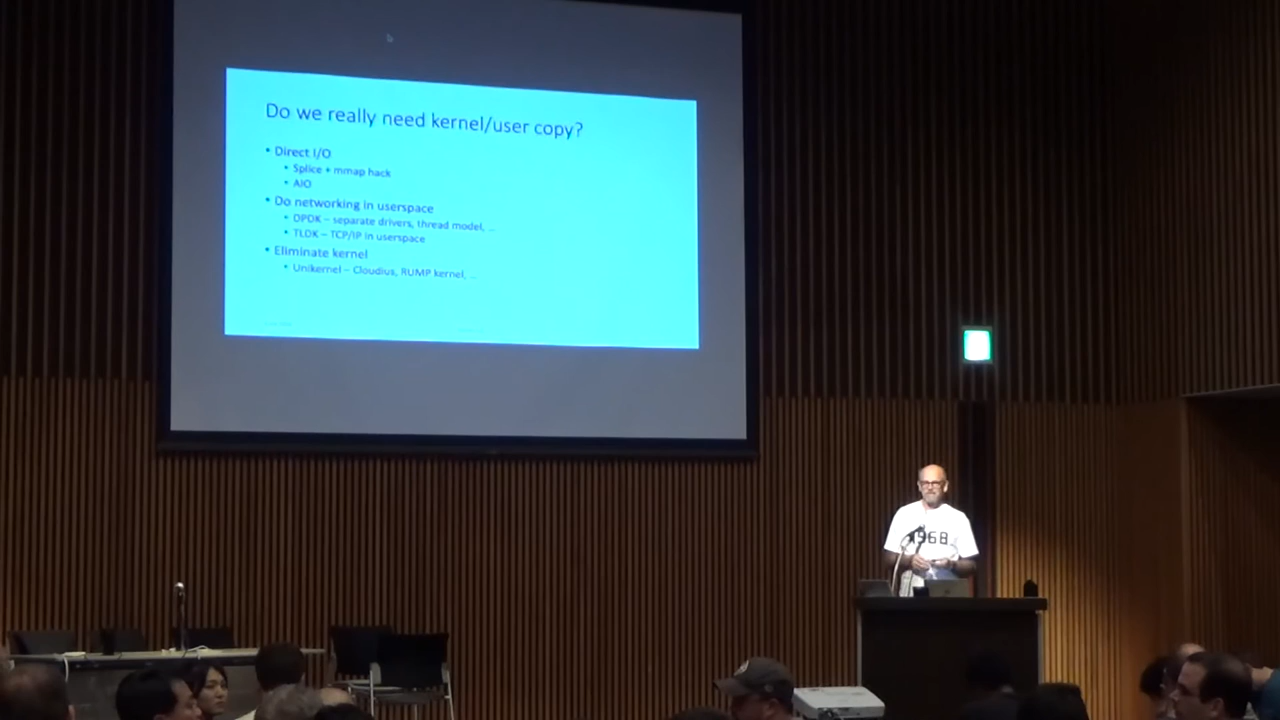 Do we really need kernel/user copy?
• Direct I/O
• Splice + mmap hack
• AIO
• Do networking in userspace
• DPDK – separate drivers, thread model, ...
• TLDK – TCP/IP in userspace
• Eliminate kernel
• Unikernel – Cloudius, RUMP kernel, ...
1968